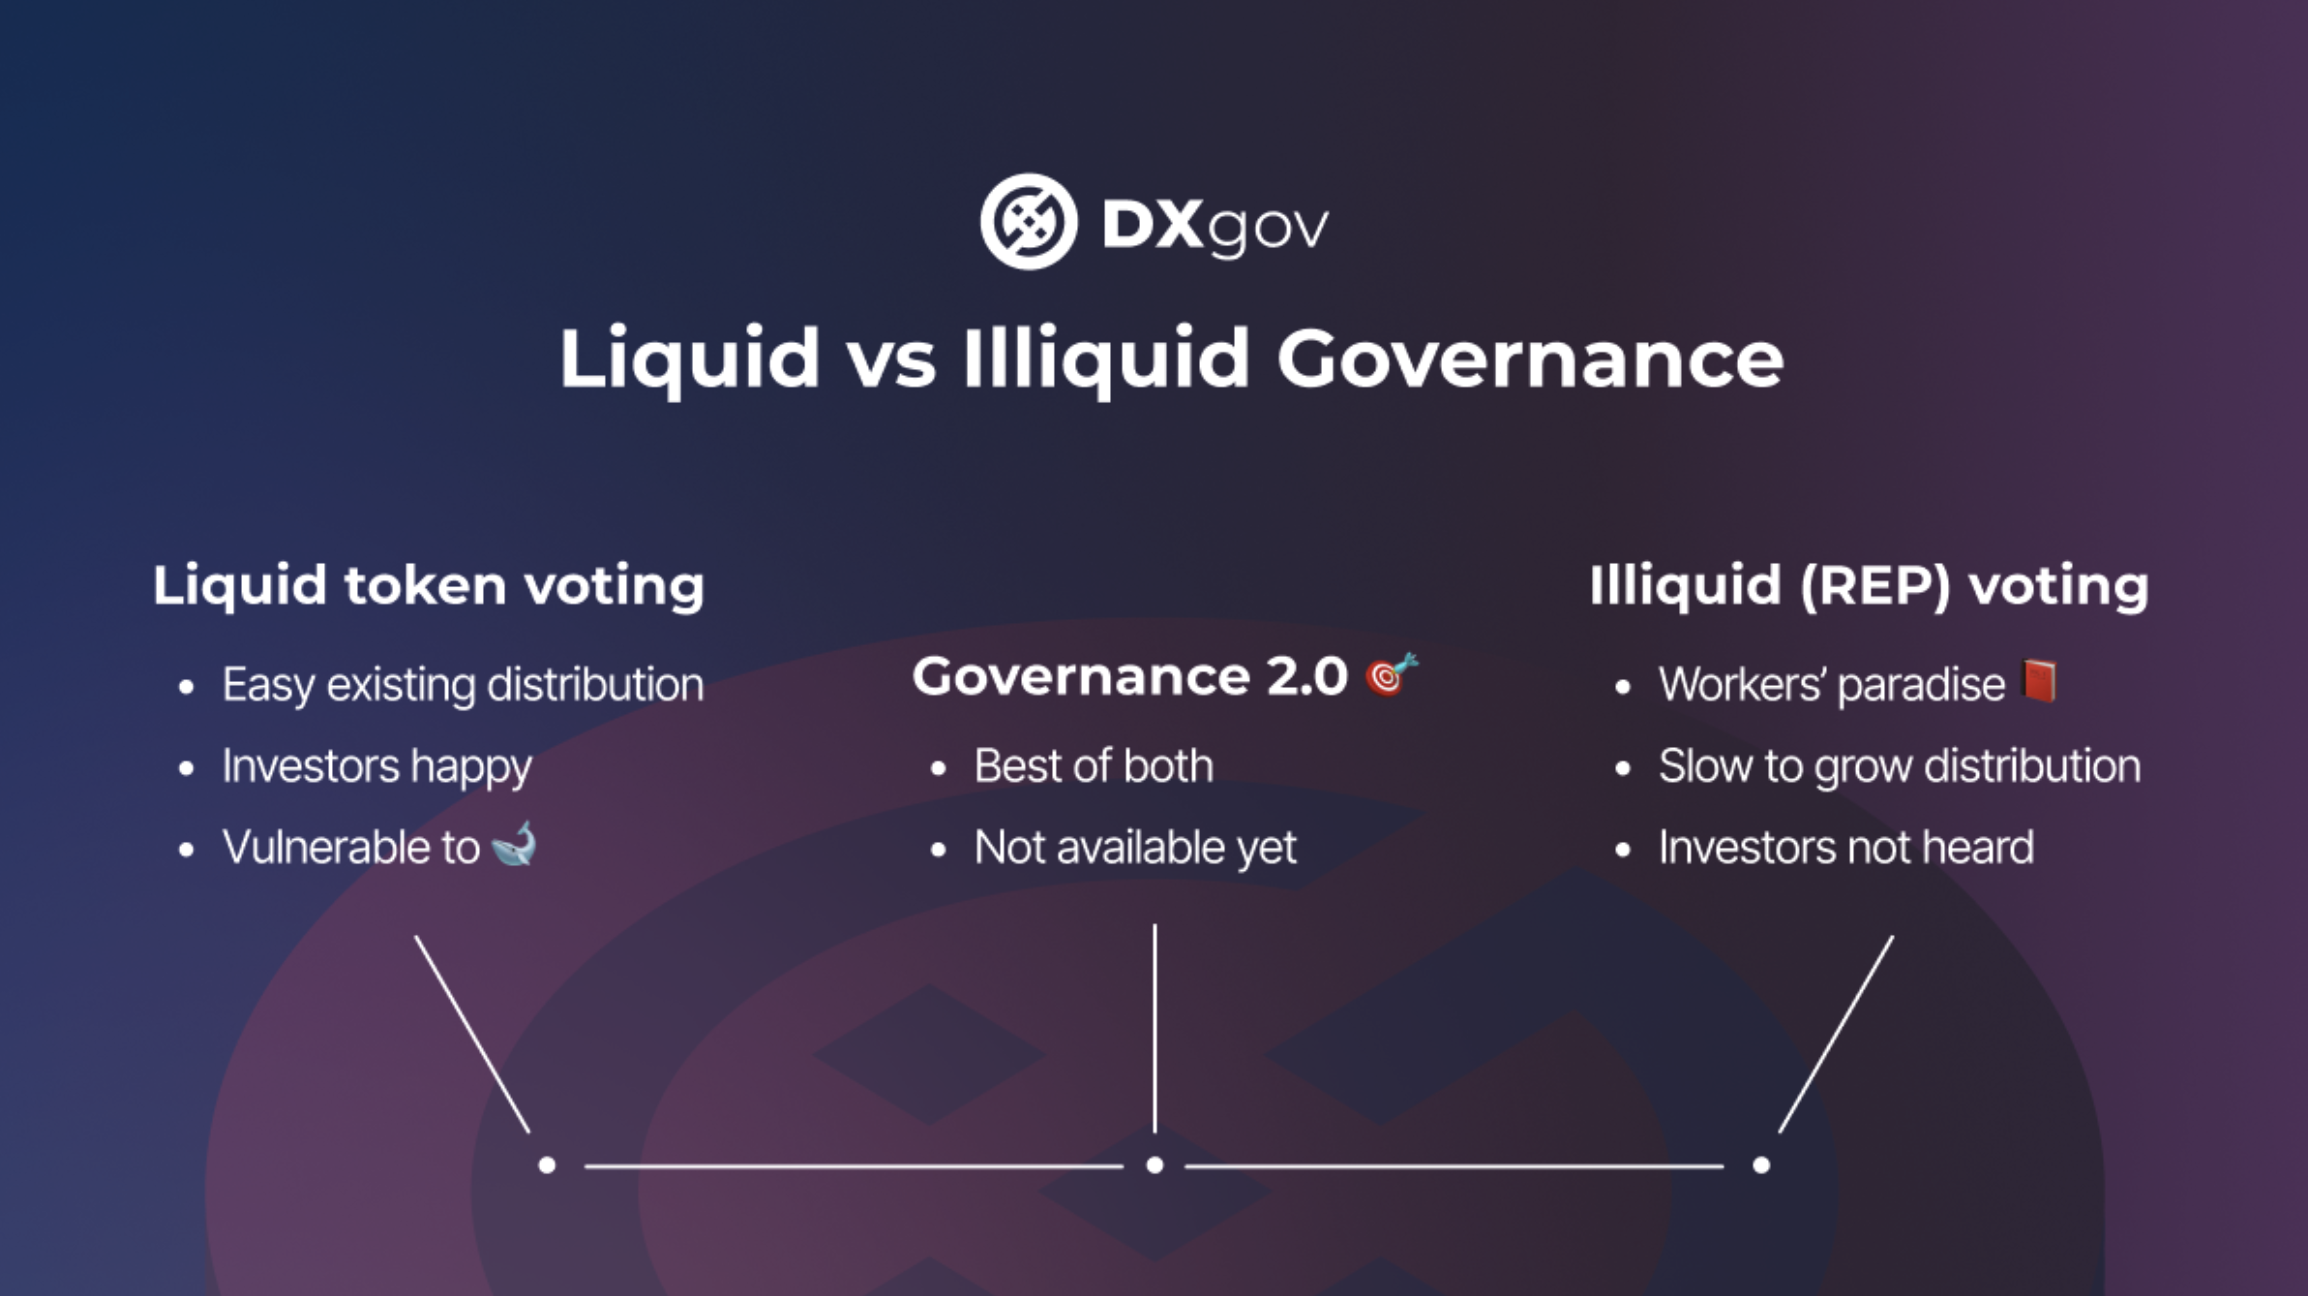 DXgov
Liquid vs Illiquid Governance
Liquid token voting
• Easy existing distribution
• Investors happy
• Vulnerable to 🐋
Governance 2.0 🎯
• Best of both
• Not available yet
Illiquid (REP) voting
• Workers’ paradise 📕
• Slow to grow distribution
• Investors not heard